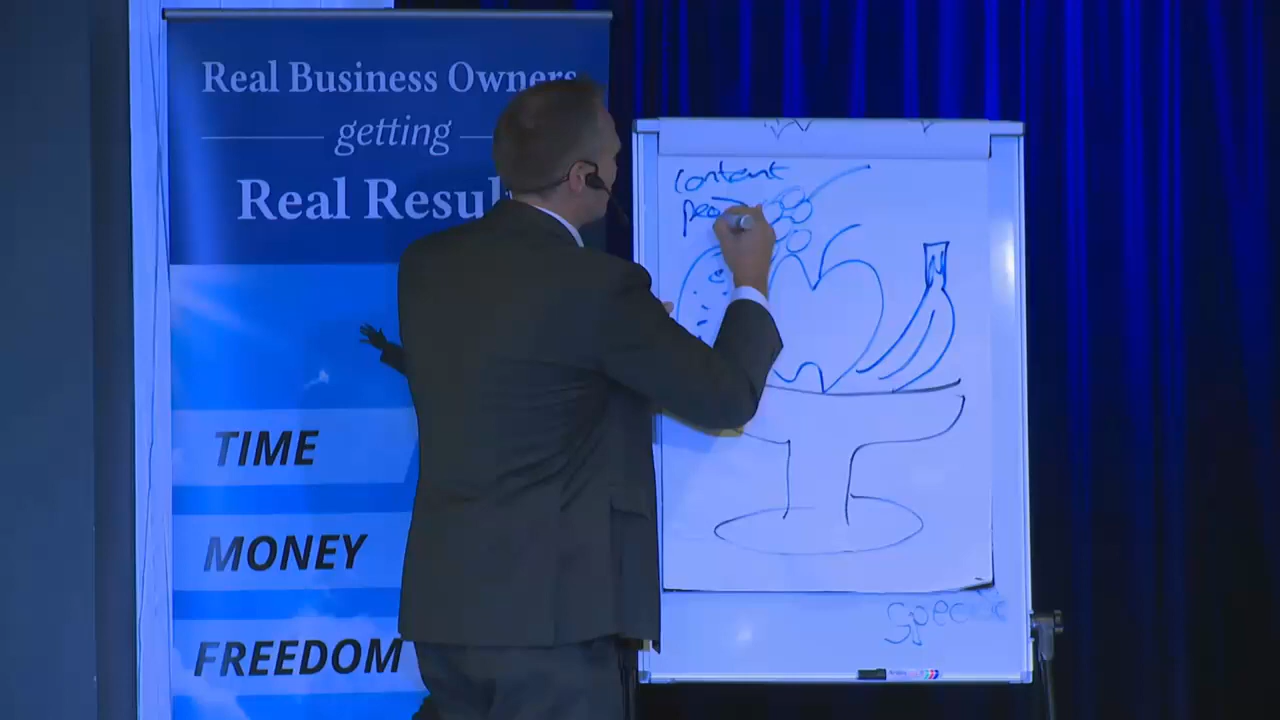 Real Business Owners
getting
Real Resul
TIME
MONEY
FREEDOM
content